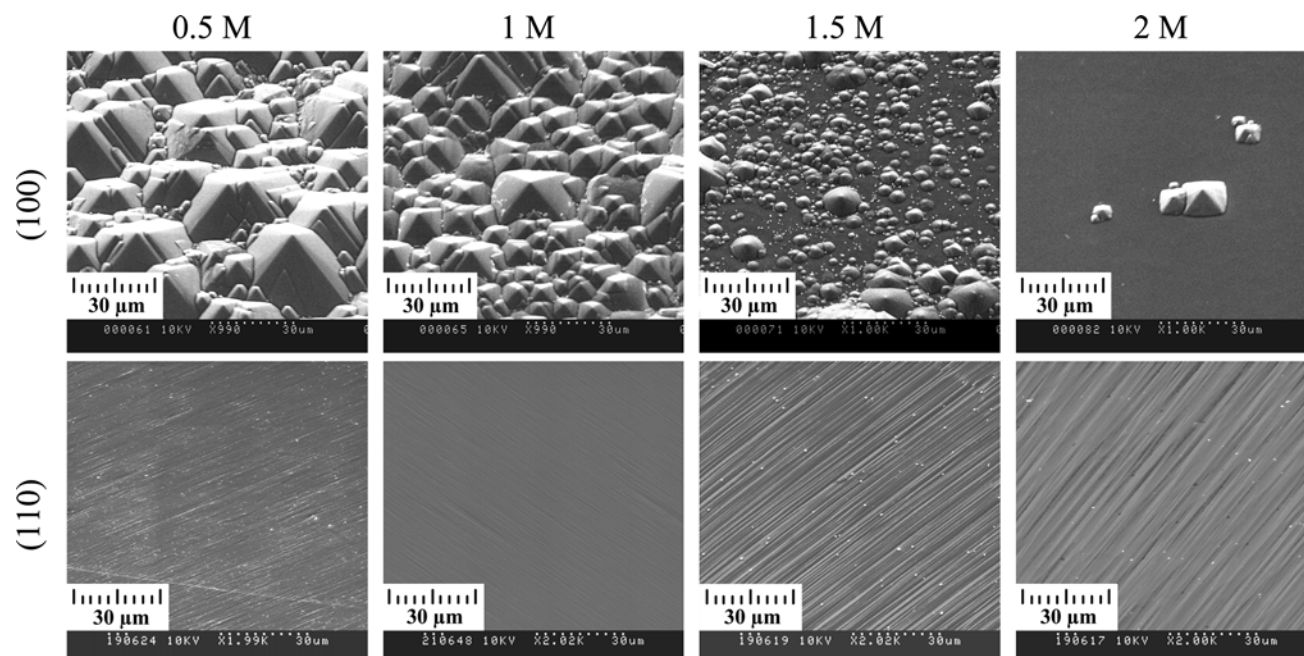 0.5 M 1 M 1.5 M 2 M
(100)
30 µm 30 µm 30 µm 30 µm
000061 10KV X990 30um 000065 10KV X990 30um 000071 10KV X1.00K 30um 000082 10KV X1.00K 30um
(110)
30 µm 30 µm 30 µm 30 µm
190624 10KV X1.99K 30um 210648 10KV X2.02K 30um 190619 10KV X2.02K 30um 190617 10KV X2.00K 30um